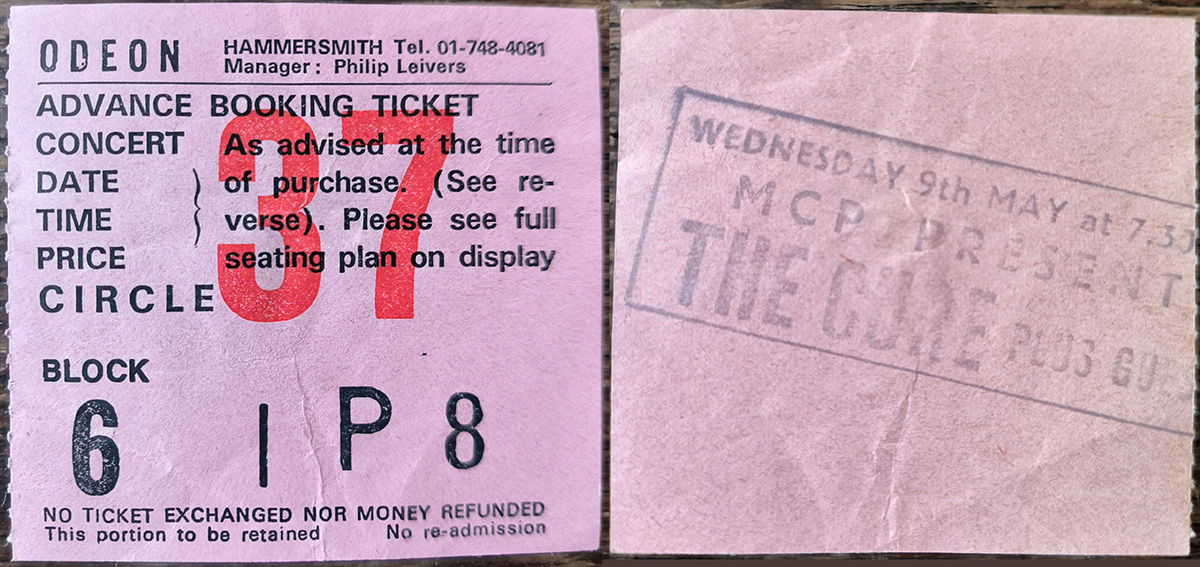 ODEON HAMMERSMITH Tel. 01-748-4081
Manager: Philip Leivers
ADVANCE BOOKING TICKET
CONCERT As advised at the time
DATE of purchase. (See re-
TIME verse). Please see full
PRICE seating plan on display
CIRCLE
37
BLOCK
6 1 P 8
NO TICKET EXCHANGED NOR MONEY REFUNDED
This portion to be retained No re-admission
WEDNESDAY 9th MAY at 7.30
MCP PRESENT
THE CURE PLUS GU